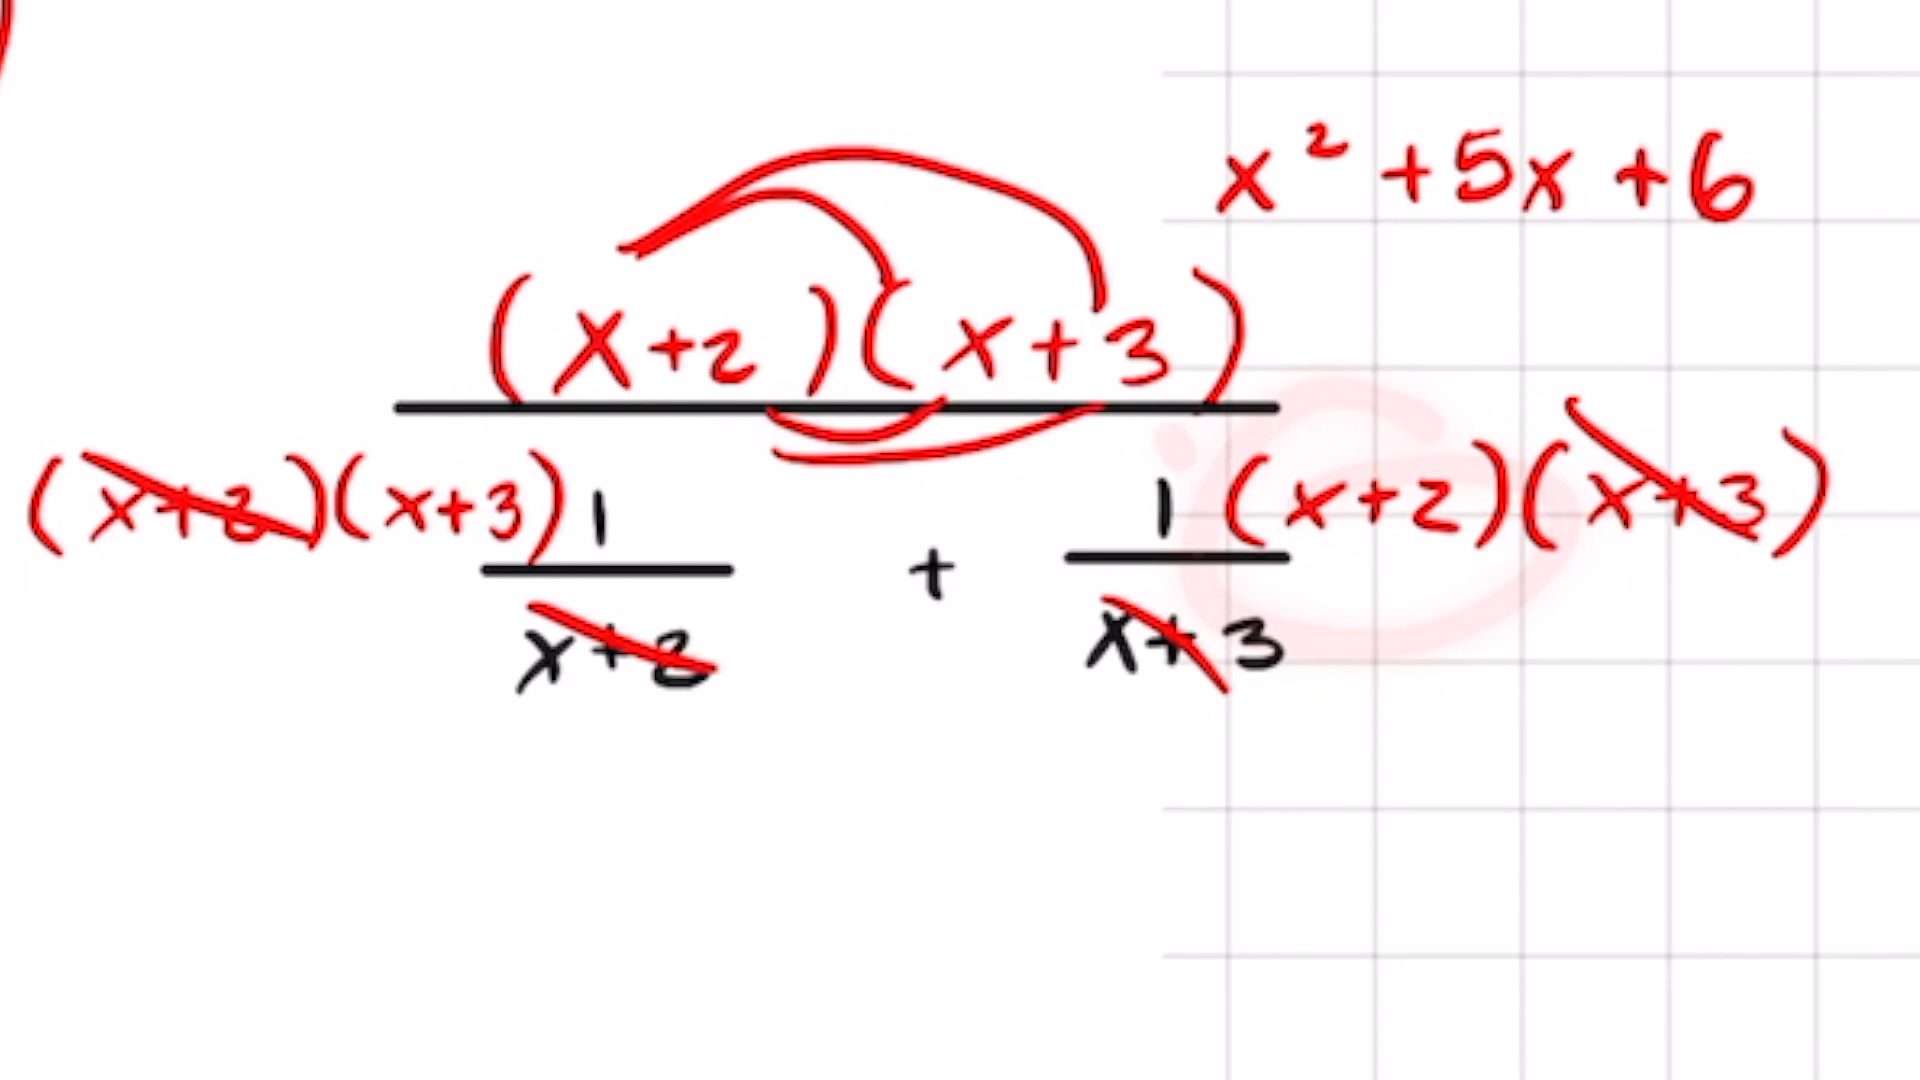 x² + 5x + 6
(x+2)(x+3)
(x+2)(x+3) 1 + 1 (x+2)(x+3)
x+2 x+3